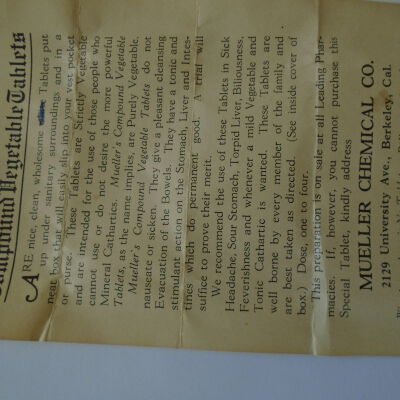 Compound Vegetable Tablets
ARE nice, clean, wholesome Tablets put
up under sanitary surroundings and in a
neat box that will easily slip into your vest pocket
or purse. These Tablets are Strictly Vegetable
and are intended for the use of those people who
cannot use or do not desire the more powerful
Mineral Cathartics. Mueller's Compound Vegetable
Tablets, as the name implies, are Purely Vegetable.
Mueller's Compound Vegetable Tablets do not
nauseate or sicken. They give a pleasant cleansing
Evacuation of the Bowels. They have a tonic and
stimulant action on the Stomach, Layer and Intes-
tines which do permanent good. A trial will
suffice to prove their merit.
We recommend the use of these Tablets in Sick
Headache, Sour Stomach, Torpid Liver, Biliousness,
Feverishness and whenever a mild Vegetable and
Tonic Cathartic is wanted. These Tablets are
well borne by every member of the family and
are best taken as directed. (See inside cover of
box.) Dose, one to four.
This preparation is on sale at all Leading Phar-
macies. If, however, you cannot purchase this
Special Tablet, kindly address
MUELLER CHEMICAL CO.
2129 University Ave., Berkeley, Cal.